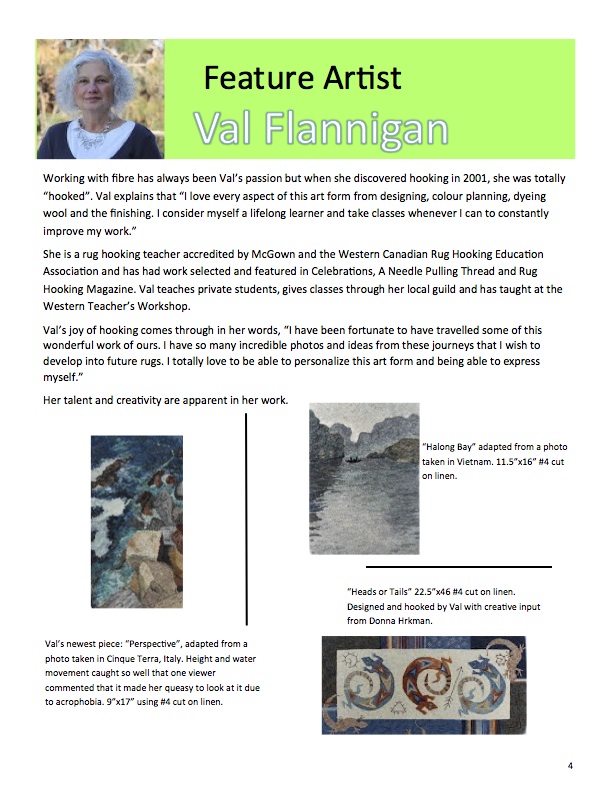 Feature Artist
Val Flannigan
Working with fibre has always been Val’s passion but when she discovered hooking in 2001, she was totally
“hooked”. Val explains that “I love every aspect of this art form from designing, colour planning, dyeing
wool and the finishing. I consider myself a lifelong learner and take classes whenever I can to constantly
improve my work.”
She is a rug hooking teacher accredited by McGown and the Western Canadian Rug Hooking Education
Association and has had work selected and featured in Celebrations, A Needle Pulling Thread and Rug
Hooking Magazine. Val teaches private students, gives classes through her local guild and has taught at the
Western Teacher’s Workshop.
Val’s joy of hooking comes through in her words, “I have been fortunate to have travelled some of this
wonderful work of ours. I have so many incredible photos and ideas from these journeys that I wish to
develop into future rugs. I totally love to be able to personalize this art form and being able to express
myself.”
Her talent and creativity are apparent in her work.
“Halong Bay” adapted from a photo
taken in Vietnam. 11.5”x16” #4 cut
on linen.
“Heads or Tails” 22.5”x46 #4 cut on linen.
Designed and hooked by Val with creative input
from Donna Hrkman.
Val’s newest piece: “Perspective”, adapted from a
photo taken in Cinque Terra, Italy. Height and water
movement caught so well that one viewer
commented that it made her queasy to look at it due
to acrophobia. 9”x17” using #4 cut on linen.
4